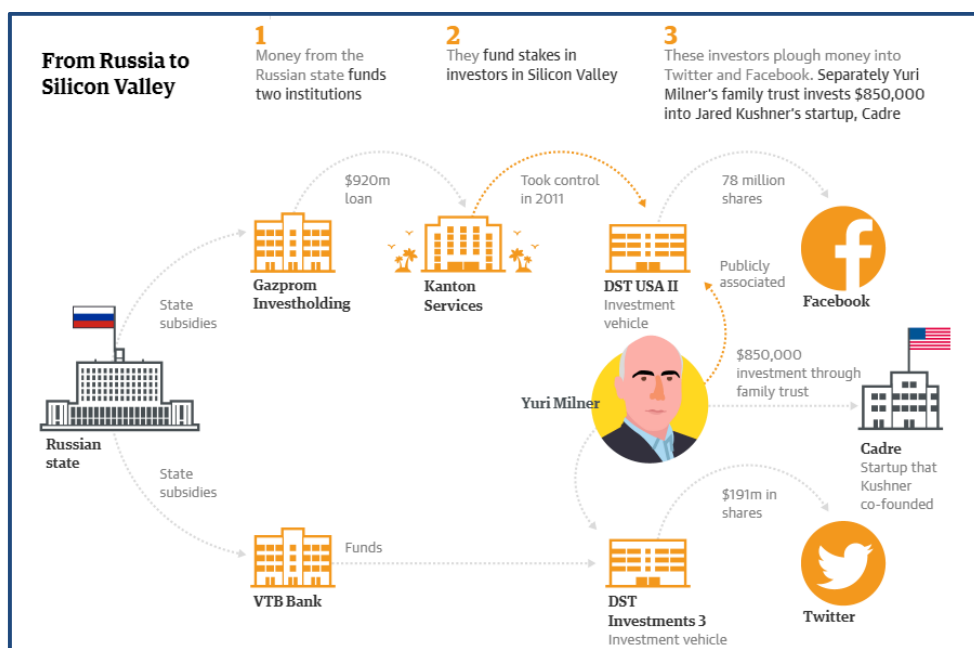 From Russia to
Silicon Valley
1
Money from the
Russian state funds
two institutions
2
They fund stakes in
investors in Silicon Valley
3
These investors plough money into
Twitter and Facebook. Separately Yuri
Milner's family trust invests $850,000
into Jared Kushner's startup, Cadre
$920m
loan
Took control
in 2011
78 million
shares
Gazprom
Investholding
Kanton
Services
DST USA II
Investment
vehicle
Publicly
associated
Facebook
State
subsidies
$850,000
investment through
family trust
Yuri Milner
Russian
state
Cadre
Startup that
Kushner
co-founded
State
subsidies
$191m in
shares
Funds
VTB Bank
DST
Investments 3
Investment vehicle
Twitter